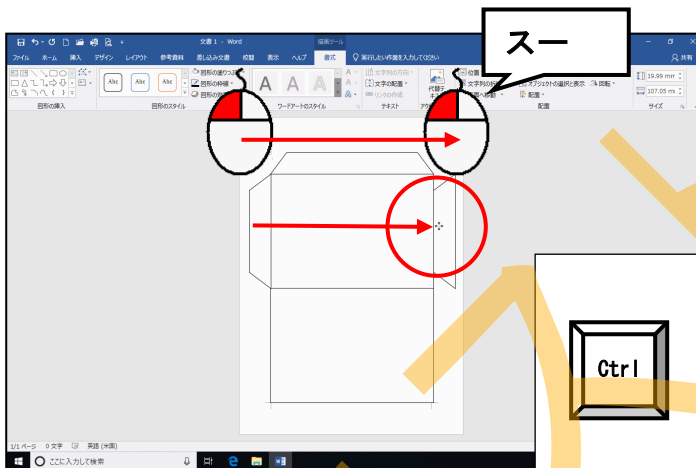 スー
文書 1 - Word
描画ツール
ファイル ホーム 挿入 デザイン レイアウト 参考資料 差し込み文書 校閲 表示 ヘルプ 書式 実行したい作業を入力してください
共有
Abc Abc Abc
図形の塗りつぶし
図形の枠線
A A A
文字列の方向
文字の配置
リンクの作成
代替テ
位置
文字列の折
オブジェクトの選択と表示 回転
配置
19.99 mm
107.05 mm
図形の挿入 図形のスタイル ワードアートのスタイル テキスト 配置 サイズ
Ctrl
1/1 ページ 0 文字 英語 (米国)
ここに入力して検索